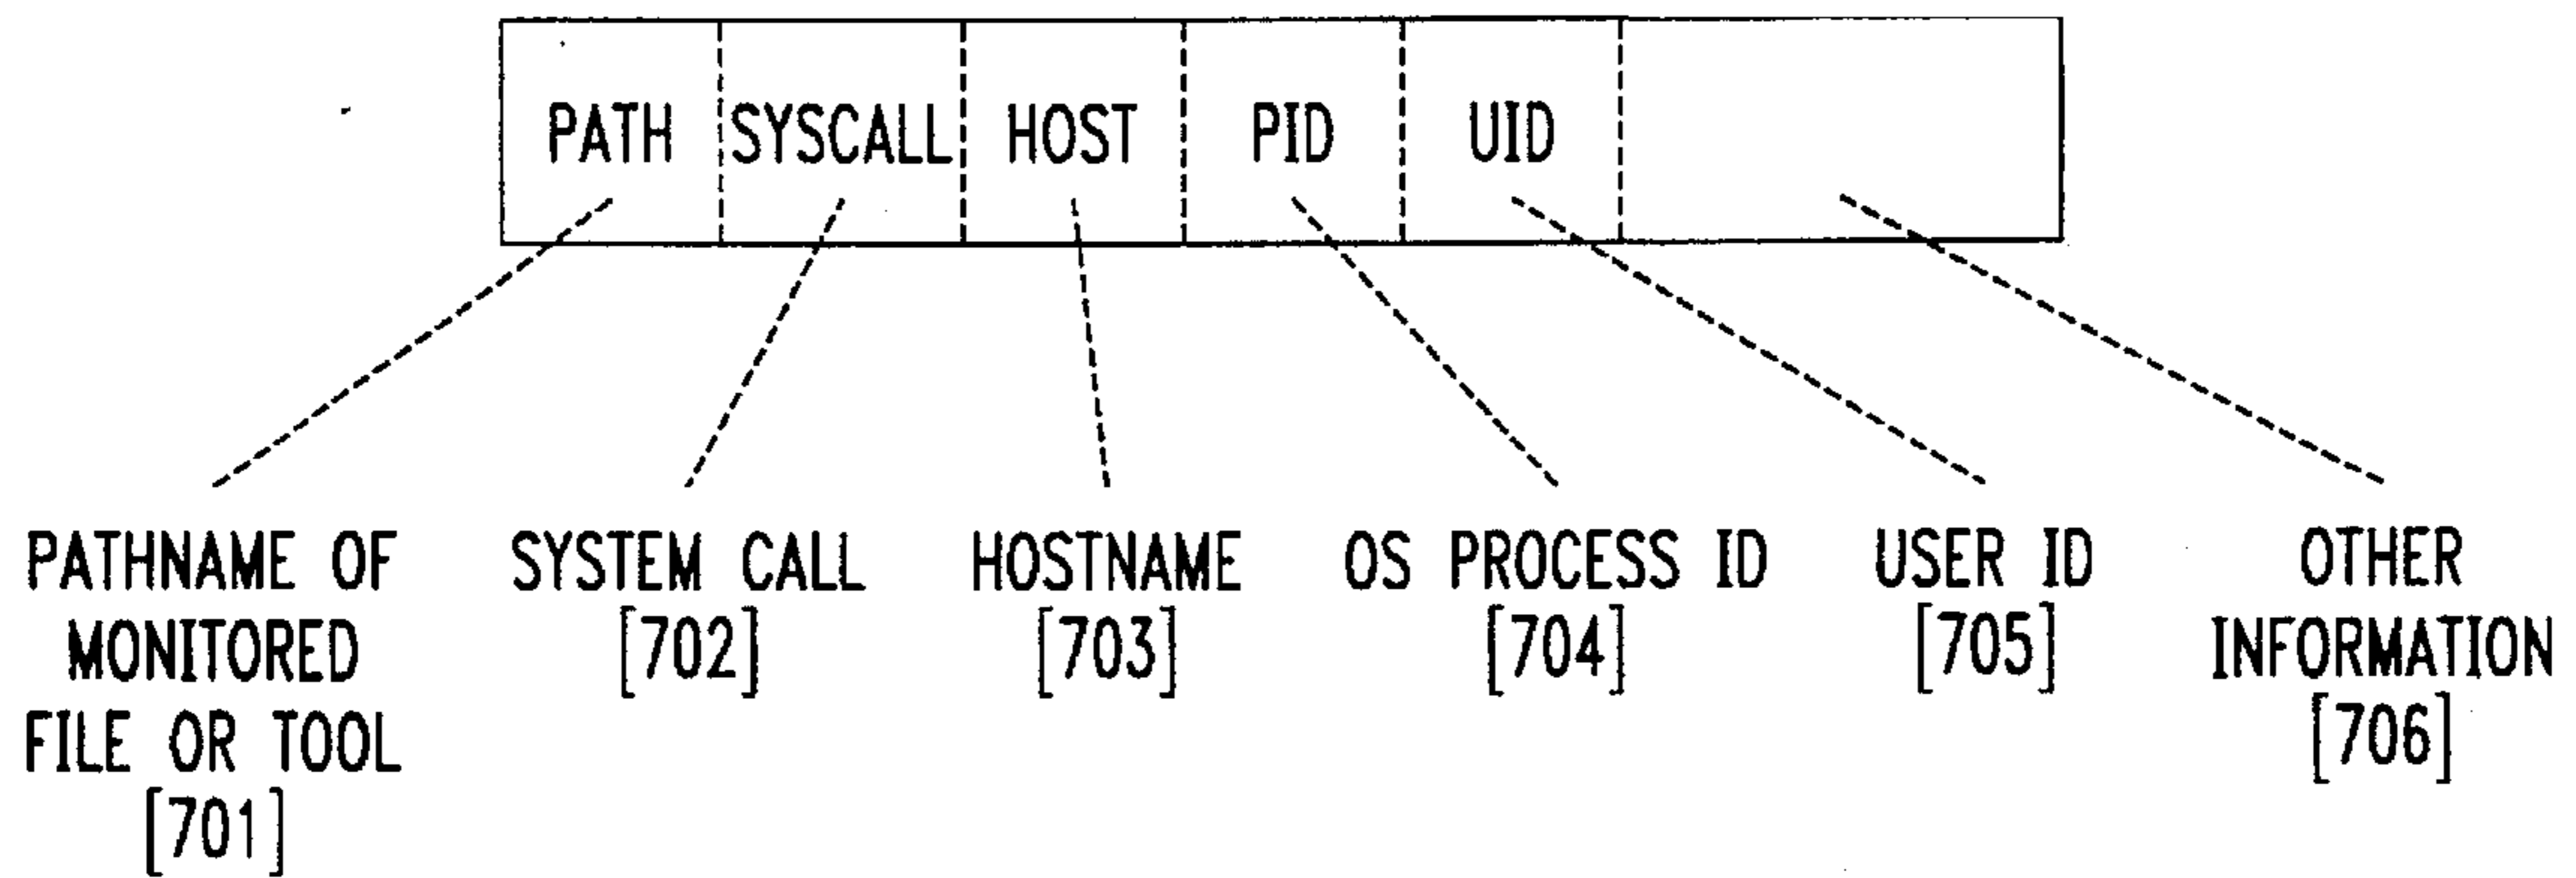 PATH SYSCALL HOST PID UID
PATHNAME OF
MONITORED
FILE OR TOOL
[701]
SYSTEM CALL
[702]
HOSTNAME
[703]
OS PROCESS ID
[704]
USER ID
[705]
OTHER
INFORMATION
[706]